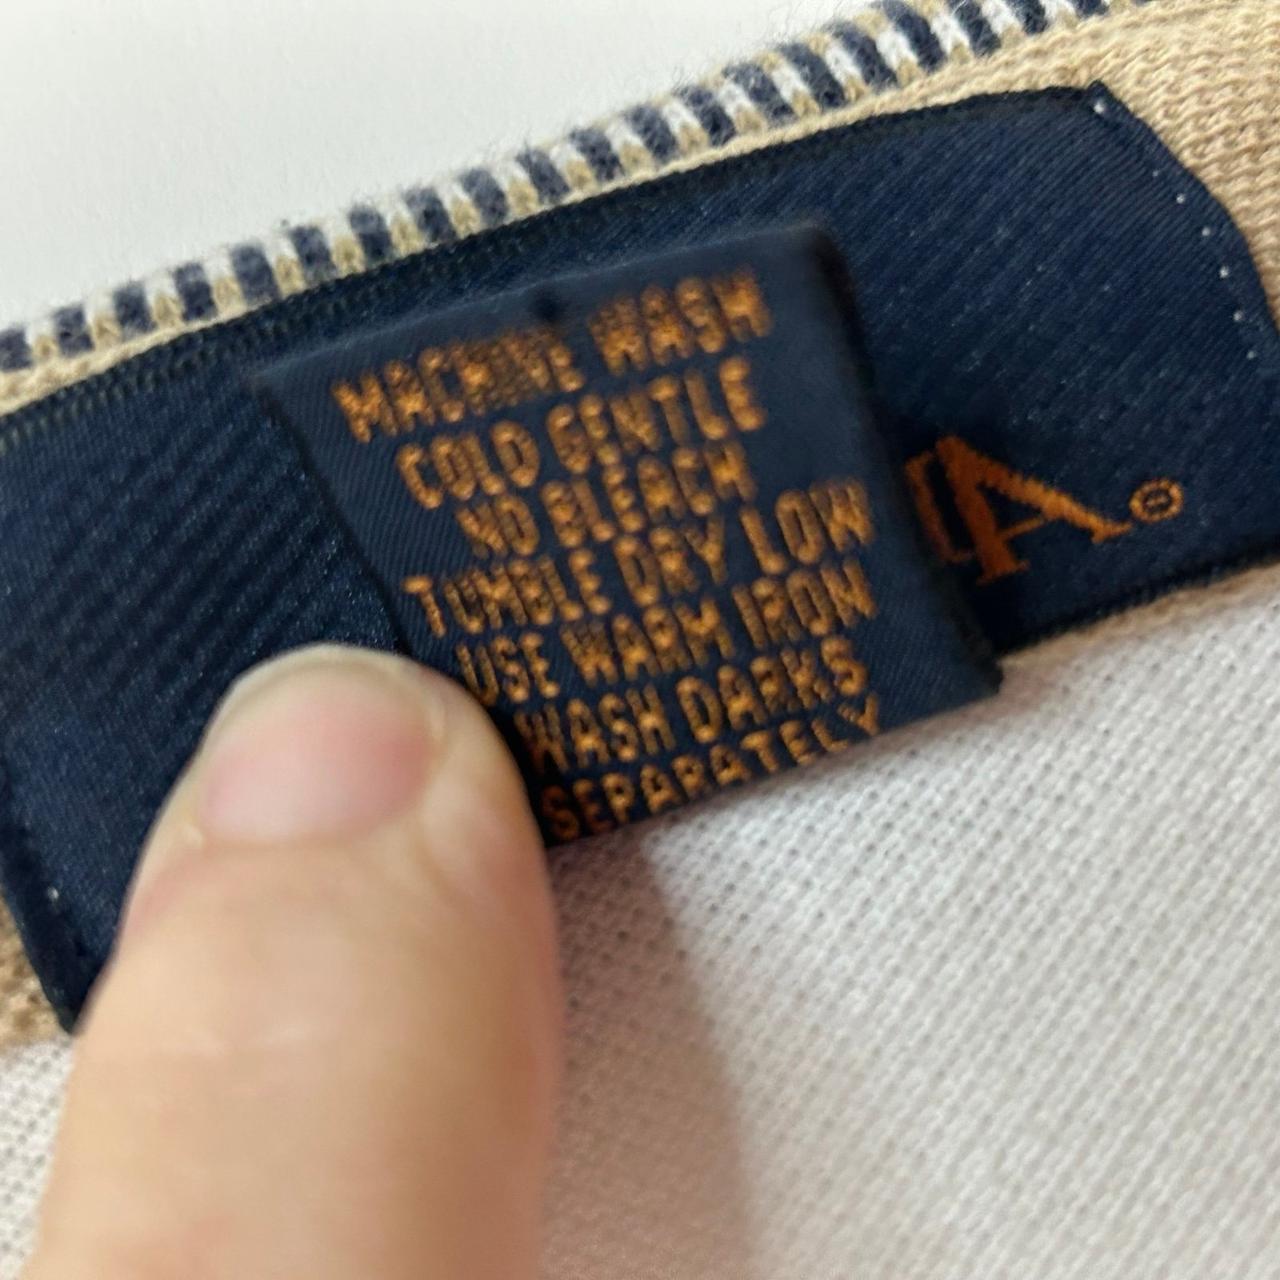 MACHINE WASH
COLD GENTLE
NO BLEACH
TUMBLE DRY LOW
USE WARM IRON
WASH DARKS
SEPARATELY
A®